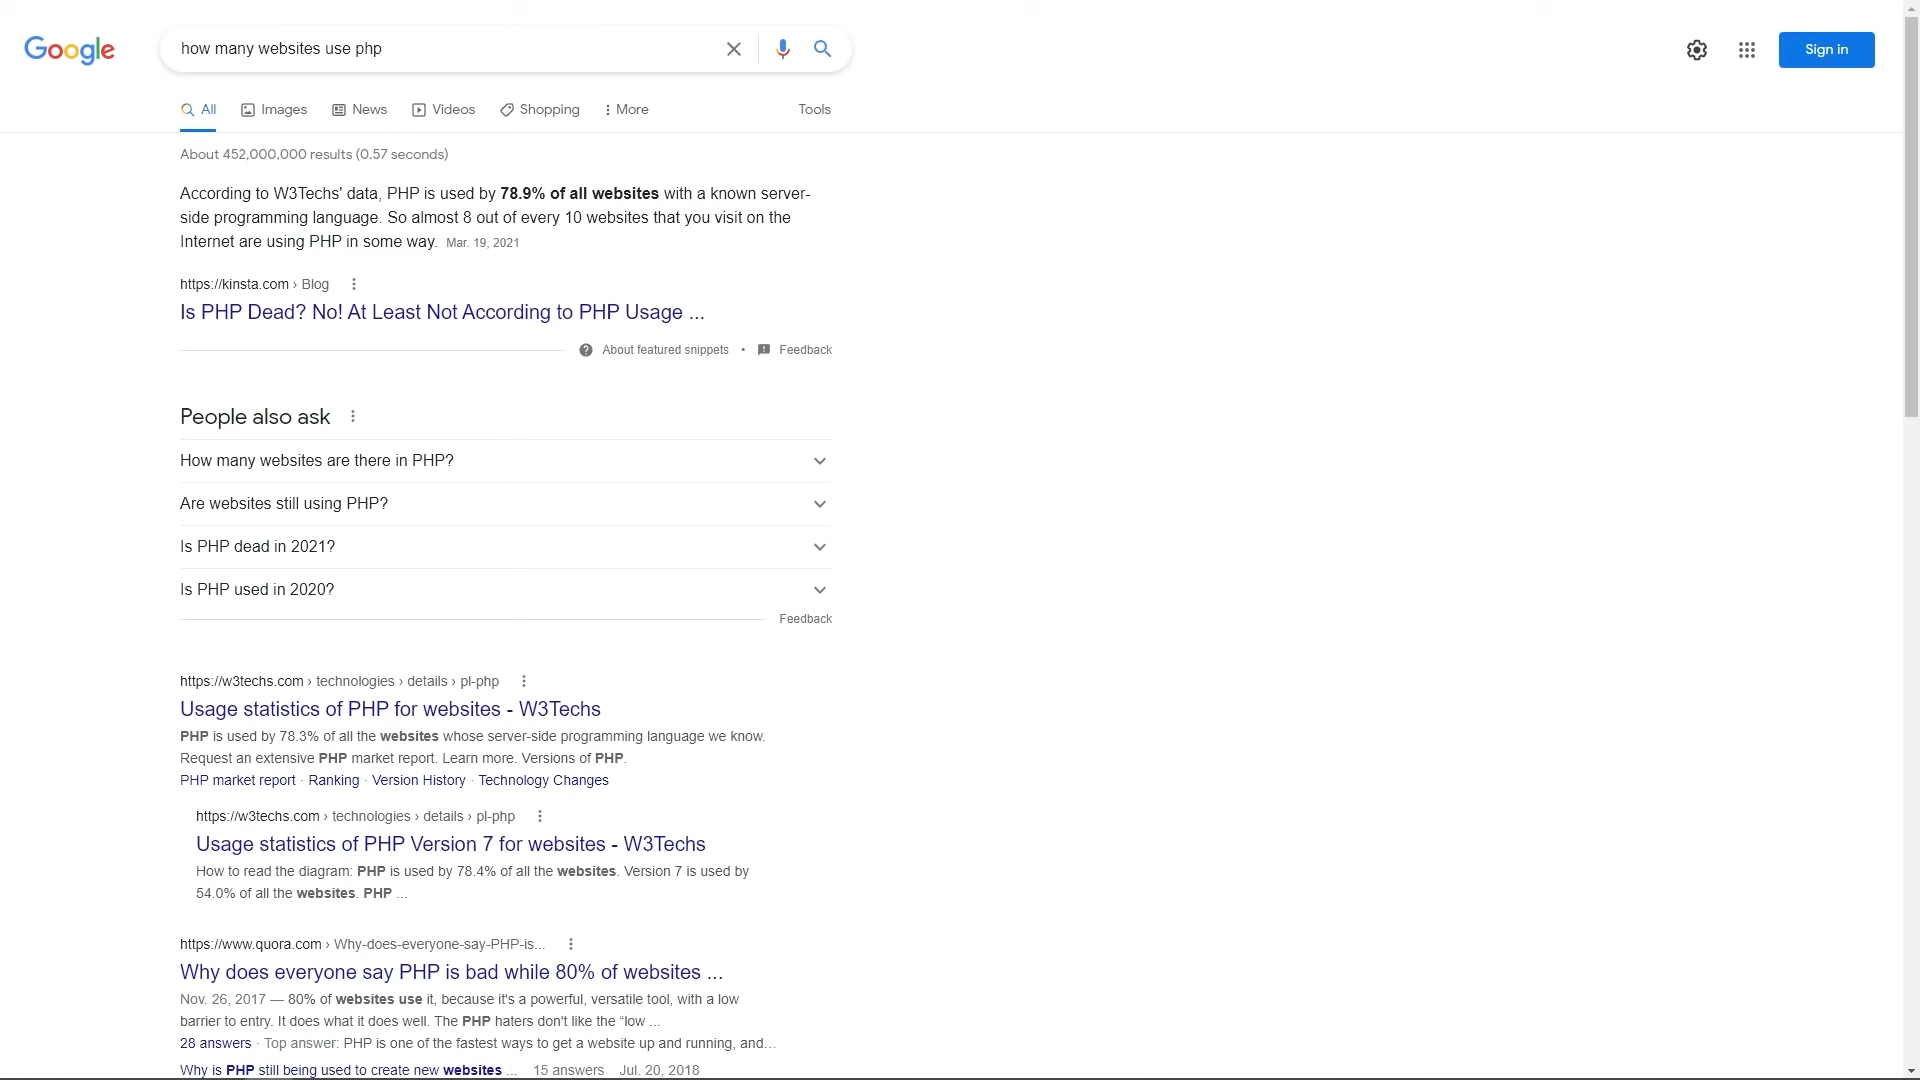 Google
how many websites use php
Sign in
All Images News Videos Shopping More Tools
About 452,000,000 results (0.57 seconds)
According to W3Techs' data, PHP is used by 78.9% of all websites with a known server-
side programming language. So almost 8 out of every 10 websites that you visit on the
Internet are using PHP in some way. Mar. 19, 2021
https://kinsta.com › Blog
Is PHP Dead? No! At Least Not According to PHP Usage ...
About featured snippets • Feedback
People also ask
How many websites are there in PHP?
Are websites still using PHP?
Is PHP dead in 2021?
Is PHP used in 2020?
Feedback
https://w3techs.com › technologies › details › pl-php
Usage statistics of PHP for websites - W3Techs
PHP is used by 78.3% of all the websites whose server-side programming language we know.
Request an extensive PHP market report. Learn more. Versions of PHP.
PHP market report · Ranking · Version History · Technology Changes
https://w3techs.com › technologies › details › pl-php
Usage statistics of PHP Version 7 for websites - W3Techs
How to read the diagram: PHP is used by 78.4% of all the websites. Version 7 is used by
54.0% of all the websites. PHP ...
https://www.quora.com › Why-does-everyone-say-PHP-is...
Why does everyone say PHP is bad while 80% of websites ...
Nov. 26, 2017 — 80% of websites use it, because it's a powerful, versatile tool, with a low
barrier to entry. It does what it does well. The PHP haters don't like the “low ...
28 answers · Top answer: PHP is one of the fastest ways to get a website up and running, and...
Why is PHP still being used to create new websites ... 15 answers Jul. 20, 2018